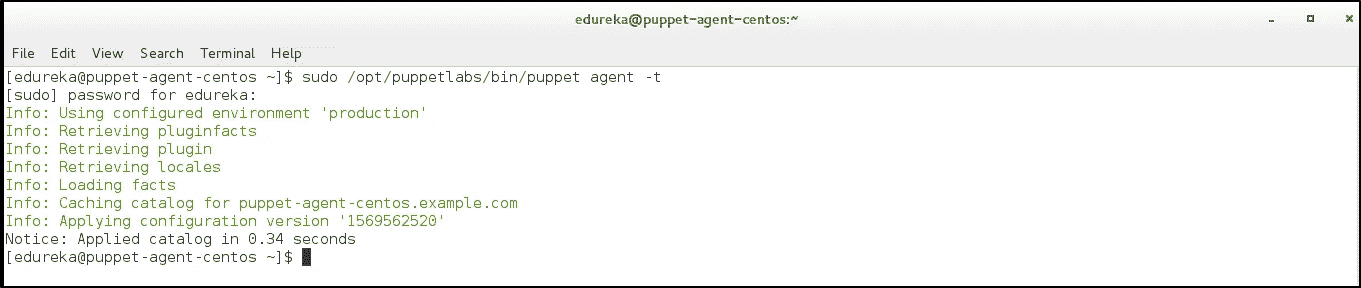 edureka@puppet-agent-centos:~
File Edit View Search Terminal Help
[edureka@puppet-agent-centos ~]$ sudo /opt/puppetlabs/bin/puppet agent -t
[sudo] password for edureka:
Info: Using configured environment 'production'
Info: Retrieving pluginfacts
Info: Retrieving plugin
Info: Retrieving locales
Info: Loading facts
Info: Caching catalog for puppet-agent-centos.example.com
Info: Applying configuration version '1569562520'
Notice: Applied catalog in 0.34 seconds
[edureka@puppet-agent-centos ~]$